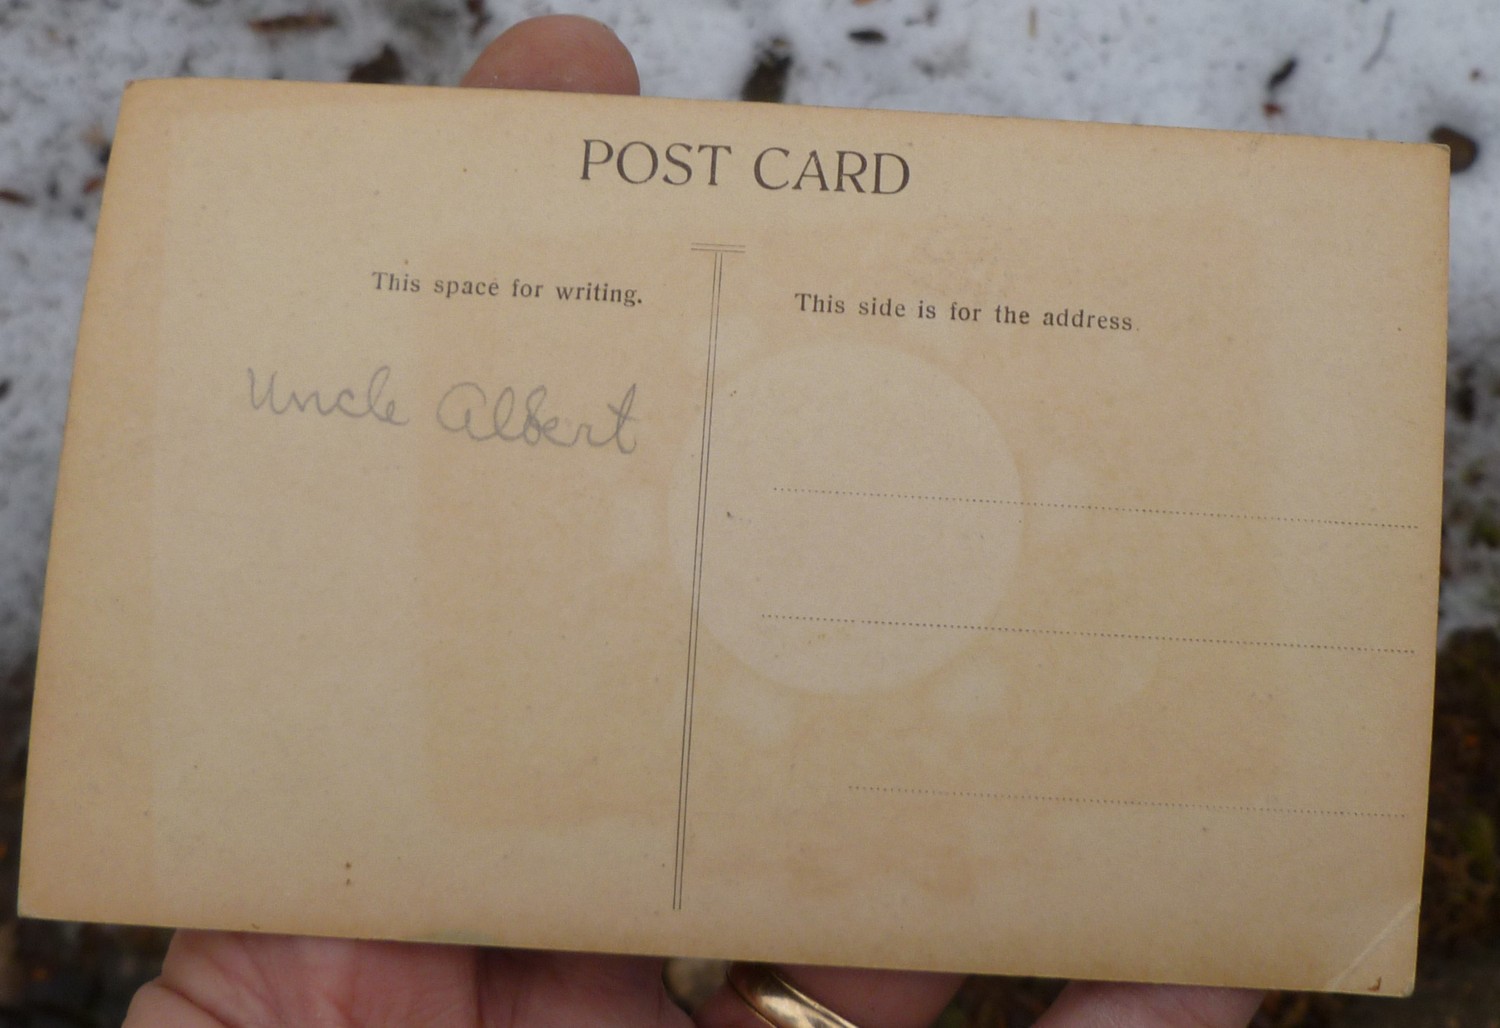 POST CARD
This space for writing.
This side is for the address.
Uncle Albert